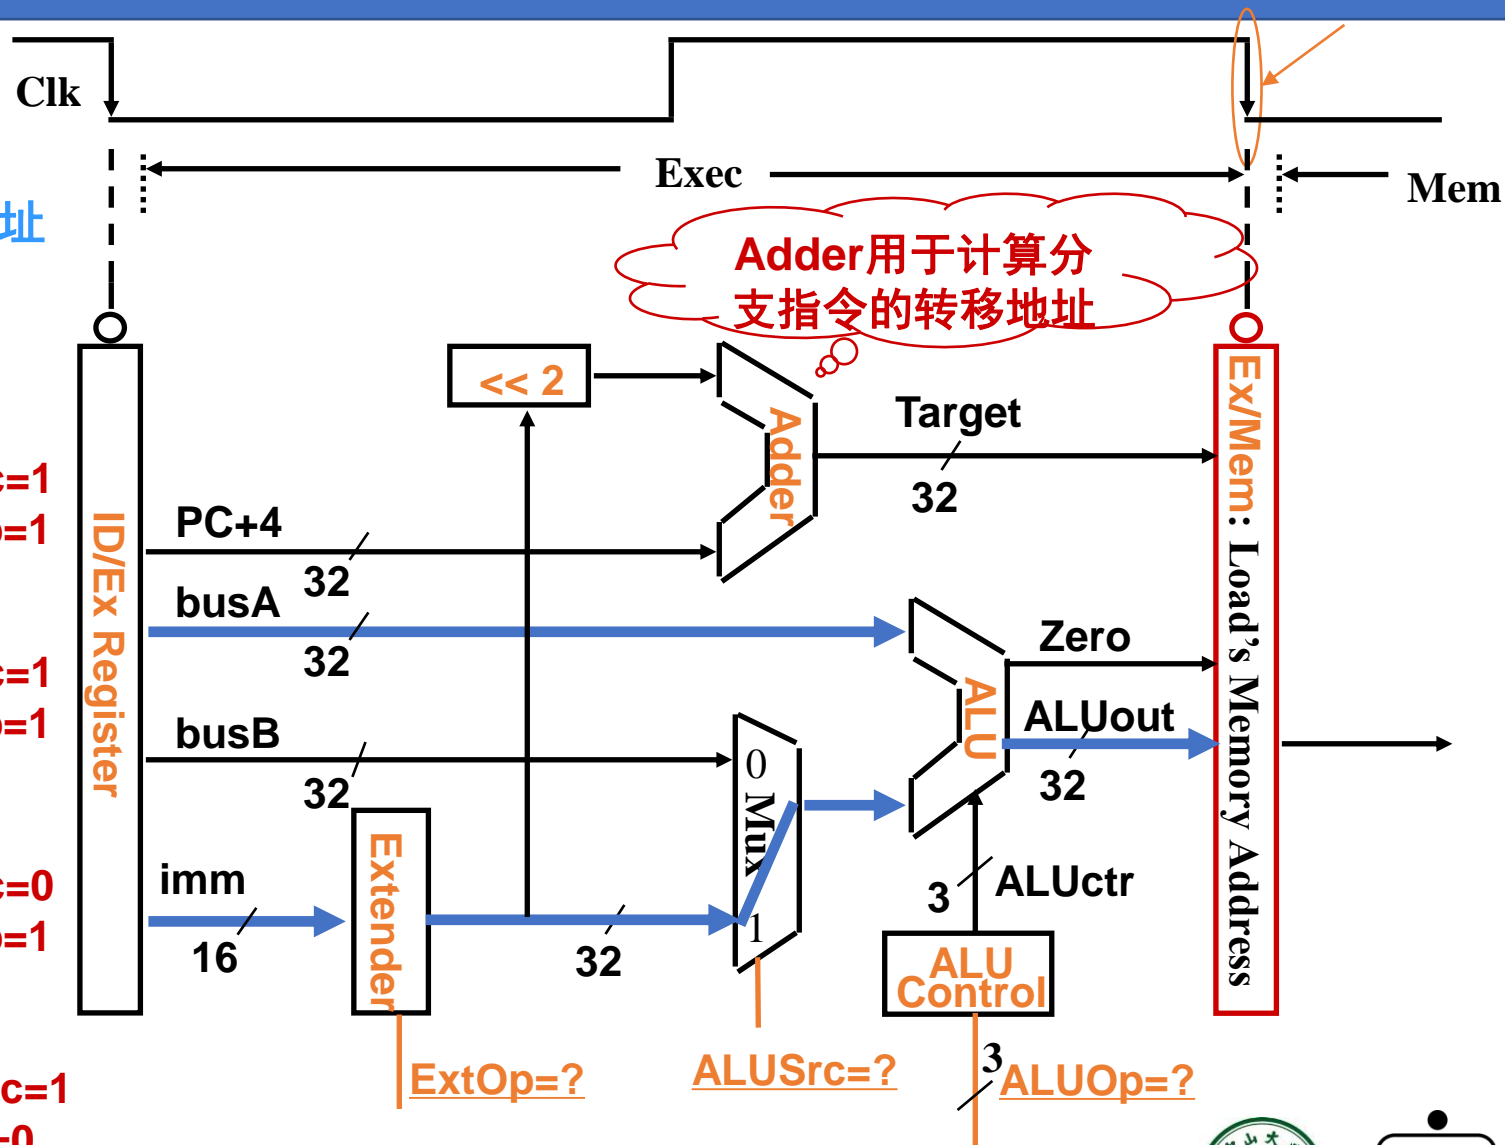 Clk
Exec
Mem
址
Adder用于计算分
支指令的转移地址
<< 2
Adder
Target
32
c=1
=1
PC+4
32
busA
32
ID/Ex Register
Zero
ALU
ALUout
32
Ex/Mem: Load's Memory Address
c=1
=1
busB
32
0
Mux
1
imm
16
Extender
32
3
ALUctr
c=0
=1
ALU
Control
ExtOp=?
ALUSrc=?
3
ALUOp=?
c=1
=0
山大